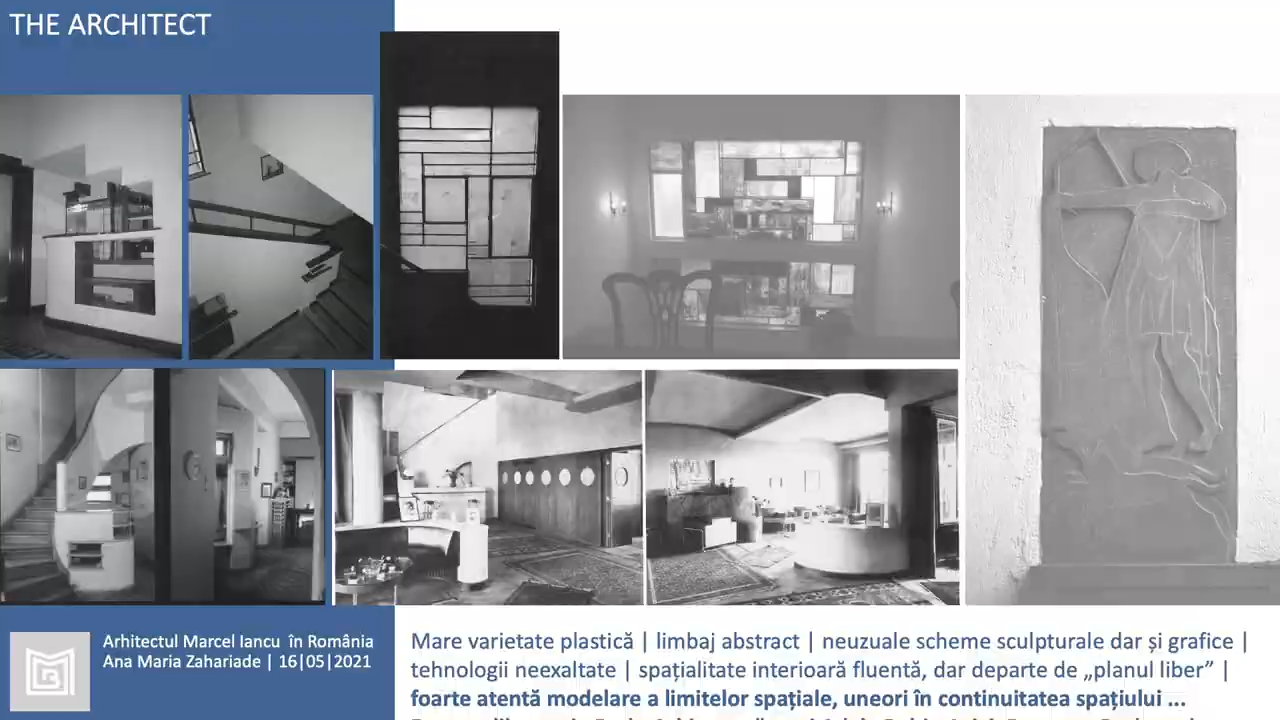 THE ARCHITECT
Arhitectul Marcel Iancu în România
Ana Maria Zahariade | 16|05|2021
Mare varietate plastică | limbaj abstract | neuzuale scheme sculpturale dar și grafice |
tehnologii neexaltate | spațialitate interioară fluentă, dar departe de „planul liber” |
foarte atentă modelare a limitelor spațiale, uneori în continuitatea spațiului ...